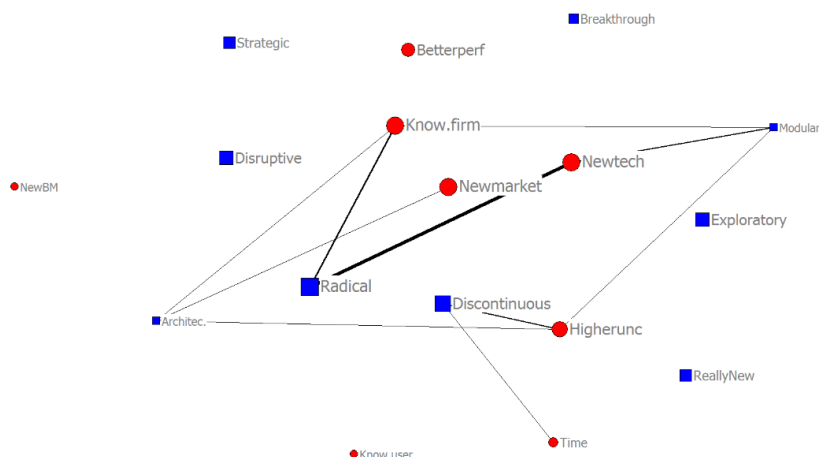 Breakthrough
Strategic
Betterperf
Know.firm
Modular
Disruptive
Newtech
NewBM
Newmarket
Exploratory
Radical
Discontinuous
Architec.
Higherunc
ReallyNew
Time
Know.user